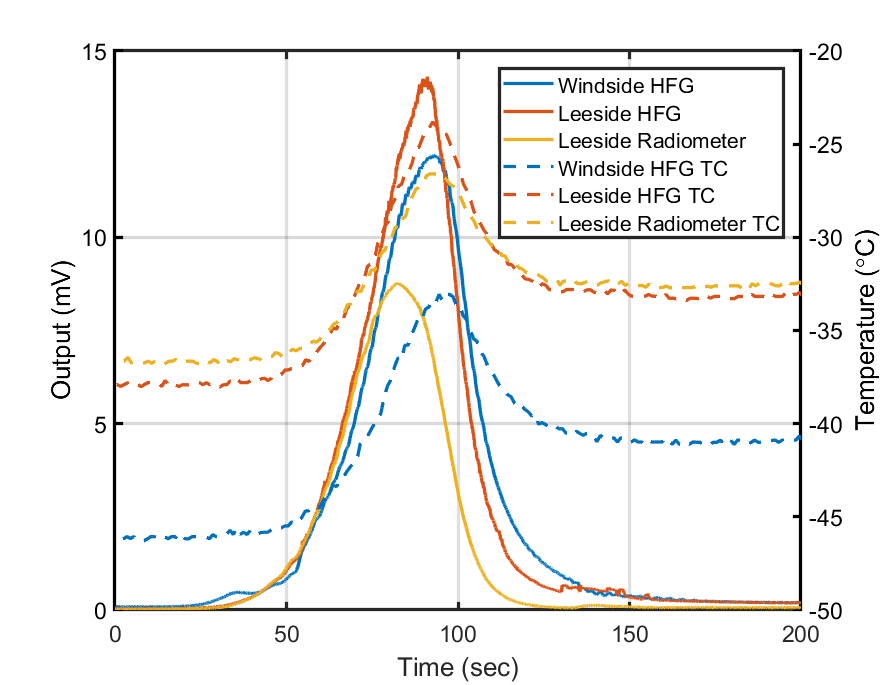 15
10
5
0
Output (mV)
0
50
100
150
200
Time (sec)
-20
-25
-30
-35
-40
-45
-50
Temperature (°C)
Windside HFG
Leeside HFG
Leeside Radiometer
Windside HFG TC
Leeside HFG TC
Leeside Radiometer TC